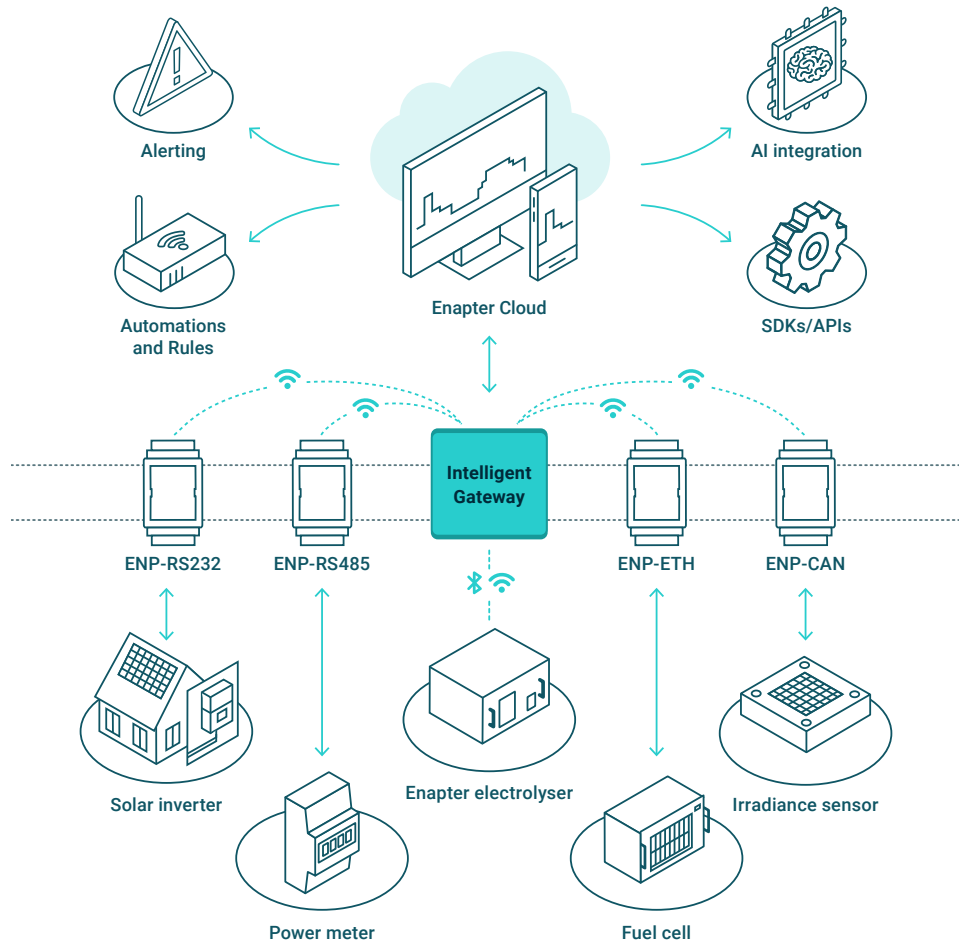 Alerting
AI integration
Enapter Cloud
Automations
and Rules
SDKs/APIs
Intelligent
Gateway
ENP-RS232
ENP-RS485
ENP-ETH
ENP-CAN
Solar inverter
Enapter electrolyser
Irradiance sensor
Power meter
Fuel cell